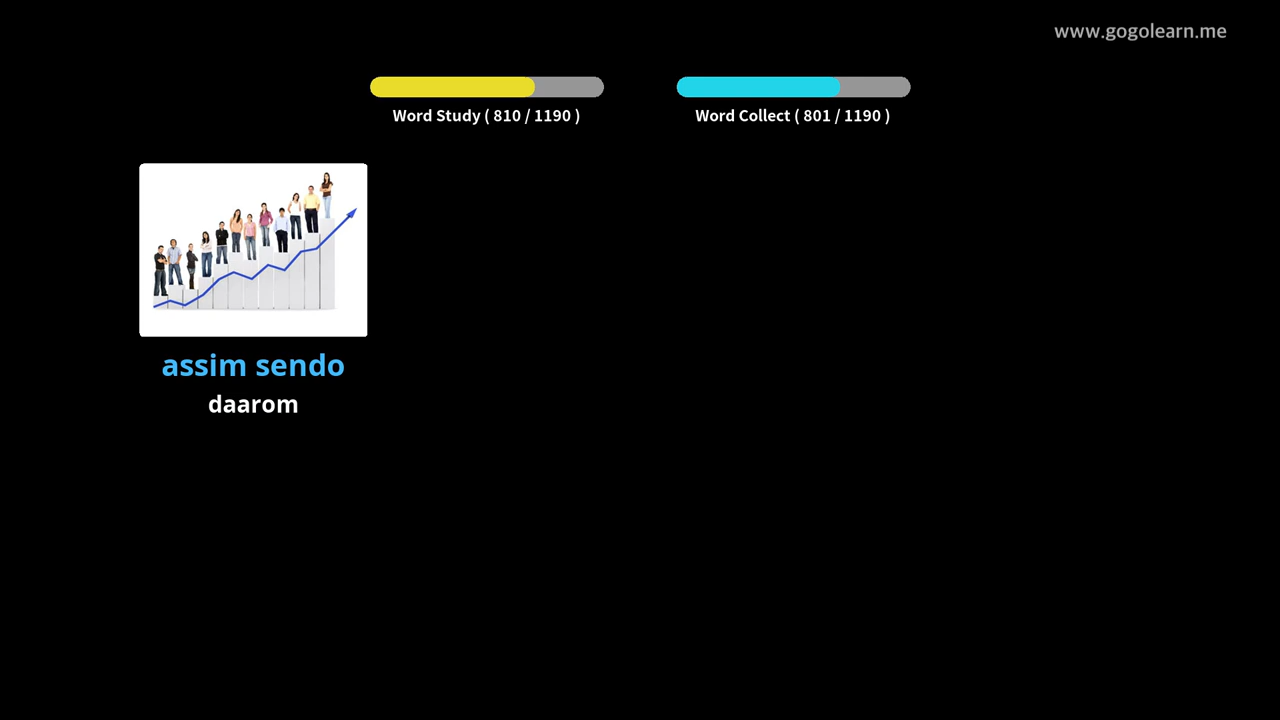 www.gogolearn.me
Word Study ( 810 / 1190 )
Word Collect ( 801 / 1190 )
assim sendo
daarom